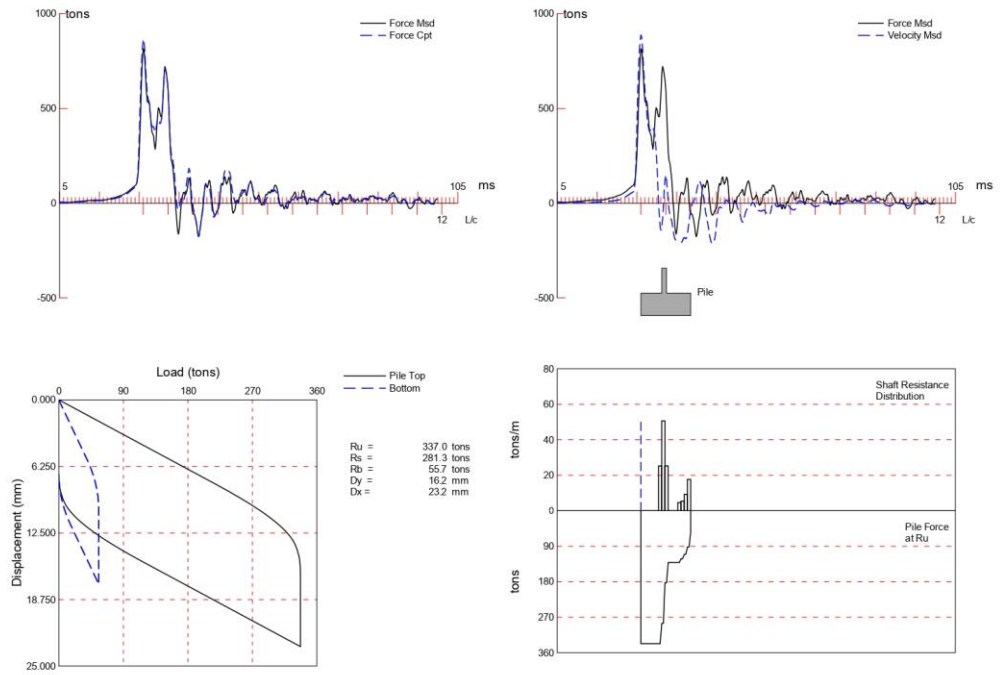 1000
tons
Force Msd
Force Cpt
500
5
105
ms
0
12
L/c
-500
1000
tons
Force Msd
Velocity Msd
500
5
105
ms
0
12
L/c
-500
Pile
Load (tons)
0
90
180
270
360
Pile Top
Bottom
0.000
6.250
12.500
18.750
25.000
Displacement (mm)
Ru = 337.0 tons
Rs = 281.3 tons
Rb = 55.7 tons
Dy = 16.2 mm
Dx = 23.2 mm
80
60
40
20
0
90
180
270
360
tons/m
tons
Shaft Resistance
Distribution
Pile Force
at Ru